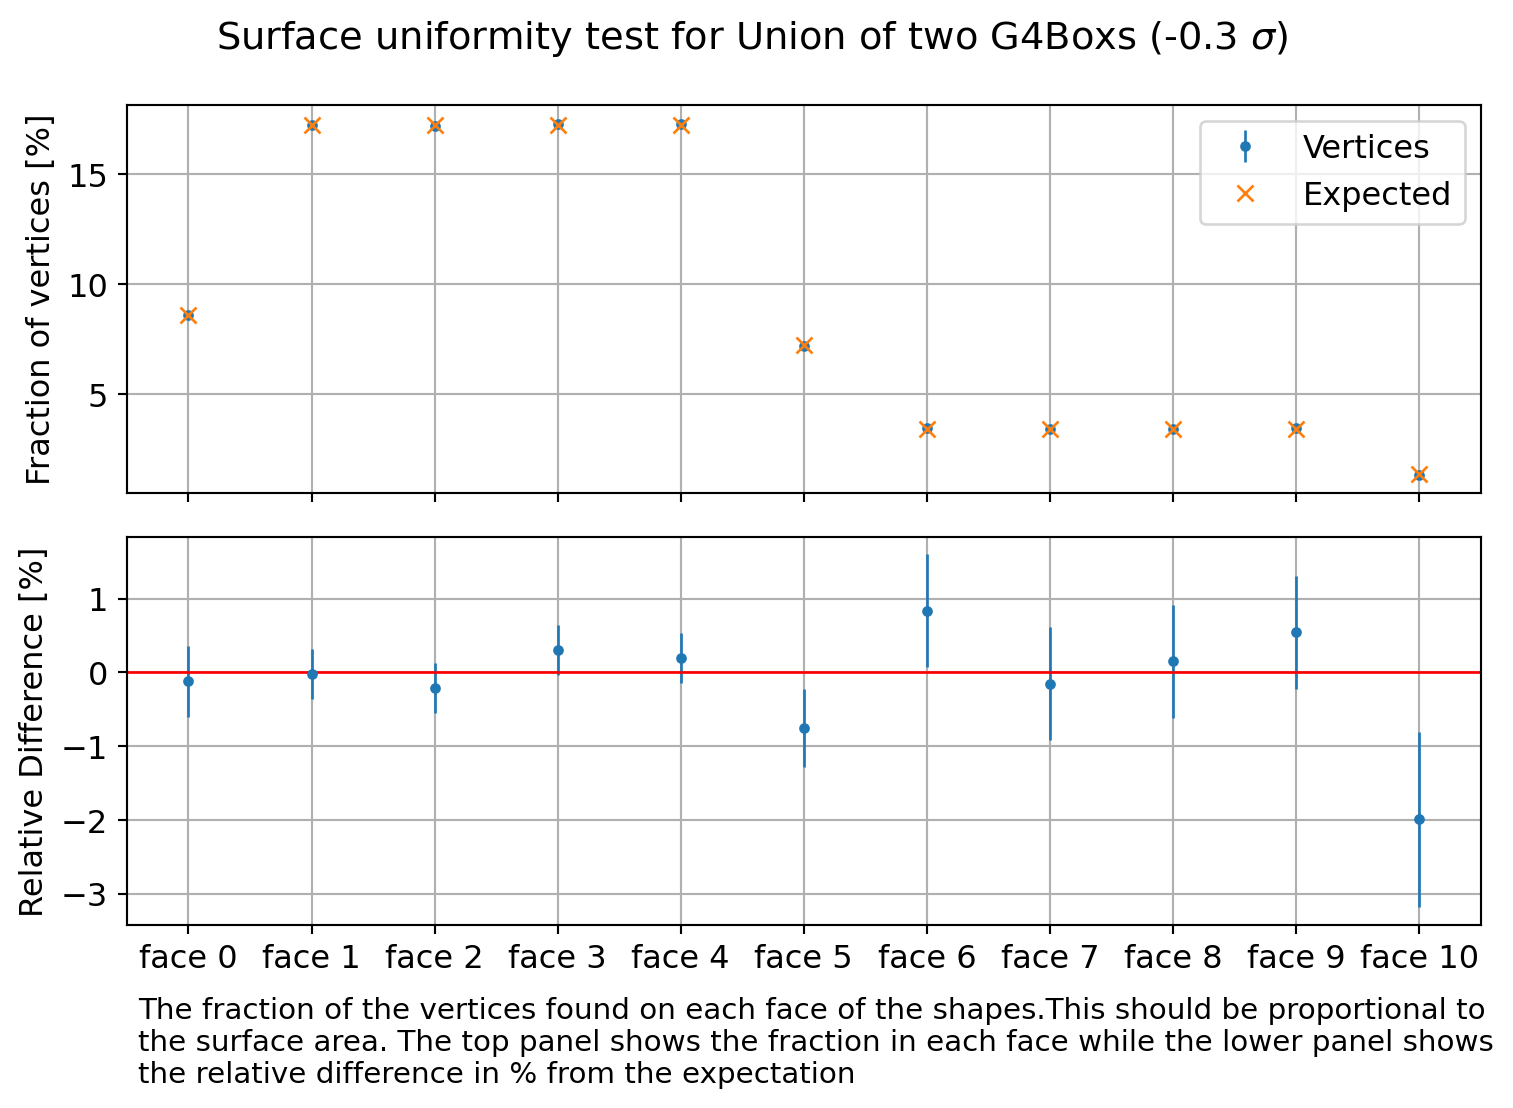 Surface uniformity test for Union of two G4Boxs (-0.3 σ)
Fraction of vertices [%]
15
10
5
Vertices
Expected
Relative Difference [%]
1
0
−1
−2
−3
face 0 face 1 face 2 face 3 face 4 face 5 face 6 face 7 face 8 face 9 face 10
The fraction of the vertices found on each face of the shapes.This should be proportional to
the surface area. The top panel shows the fraction in each face while the lower panel shows
the relative difference in % from the expectation